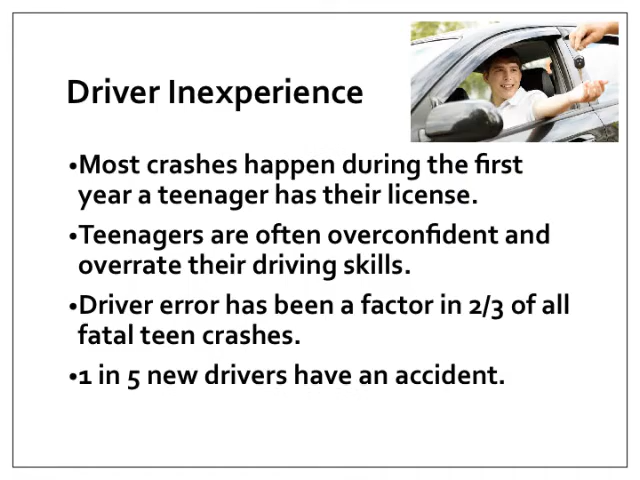 Driver Inexperience
•Most crashes happen during the first
year a teenager has their license.
•Teenagers are often overconfident and
overrate their driving skills.
•Driver error has been a factor in 2/3 of all
fatal teen crashes.
•1 in 5 new drivers have an accident.